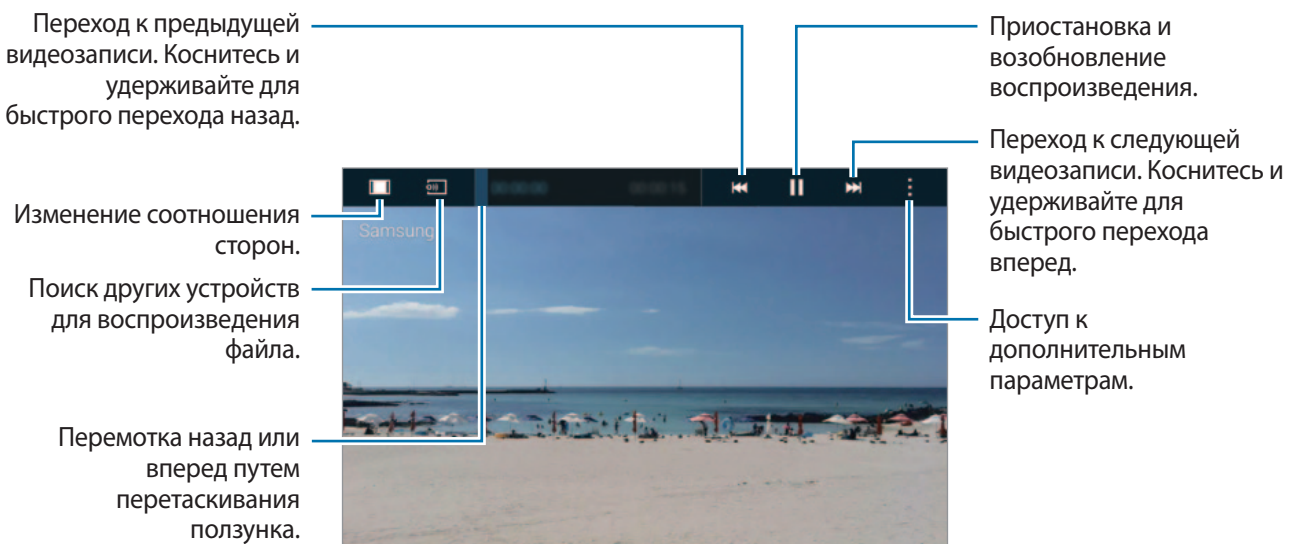 Переход к предыдущей
видеозаписи. Коснитесь и
удерживайте для
быстрого перехода назад.
Изменение соотношения
сторон.
Поиск других устройств
для воспроизведения
файла.
Перемотка назад или
вперед путем
перетаскивания
ползунка.
Samsung
Приостановка и
возобновление
воспроизведения.
Переход к следующей
видеозаписи. Коснитесь и
удерживайте для
быстрого перехода
вперед.
Доступ к
дополнительным
параметрам.